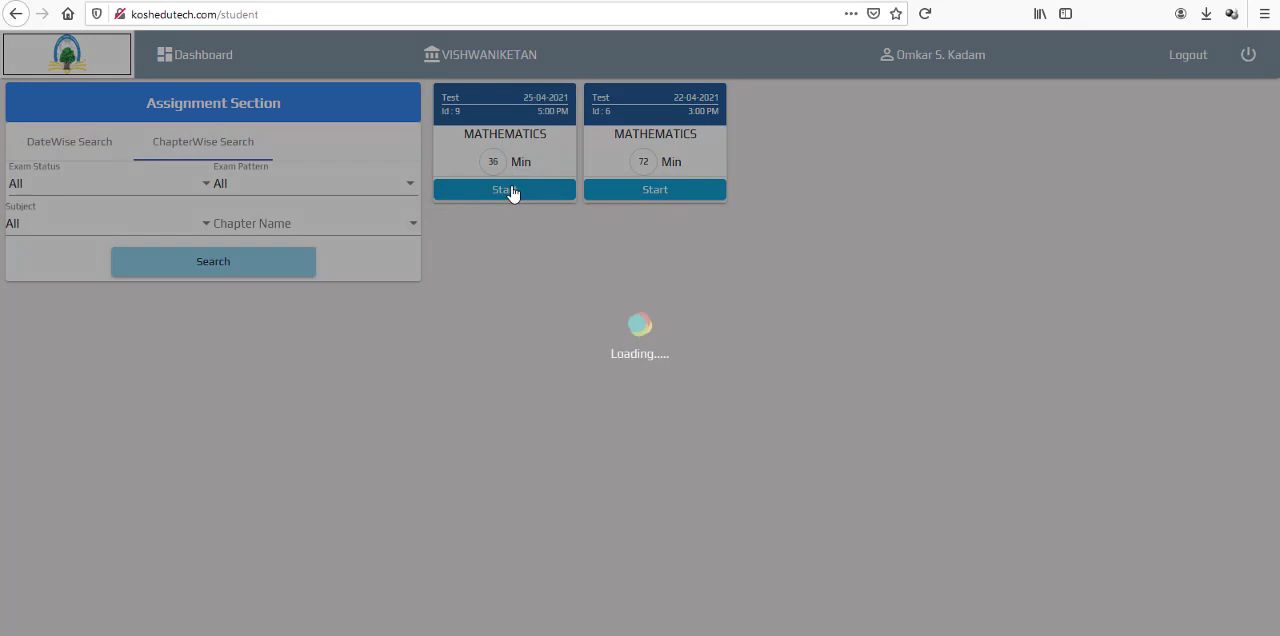 koshedutech.com/student
Dashboard
VISHWANIKETAN
Omkar S. Kadam
Logout
Assignment Section
DateWise Search
ChapterWise Search
Exam Status
Exam Pattern
All
All
Subject
All
Chapter Name
Search
Test
25-04-2021
Id : 9
5:00 PM
MATHEMATICS
36 Min
Start
Test
22-04-2021
Id : 6
3:00 PM
MATHEMATICS
72 Min
Start
Loading.....